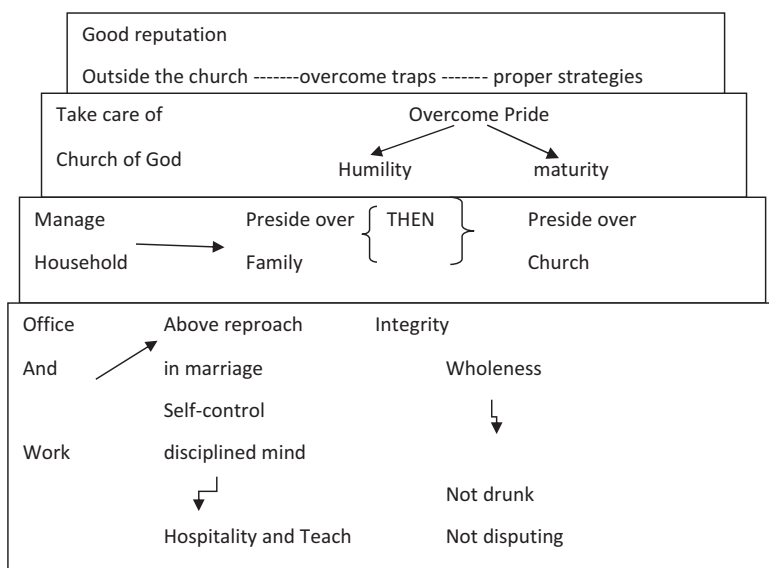 Good reputation
Outside the church -------overcome traps ------- proper strategies
Take care of Overcome Pride
Church of God
Humility maturity
Manage Preside over { THEN } Preside over
Household Family Church
Office Above reproach Integrity
And in marriage Wholeness
Self-control
Work disciplined mind
Not drunk
Hospitality and Teach Not disputing